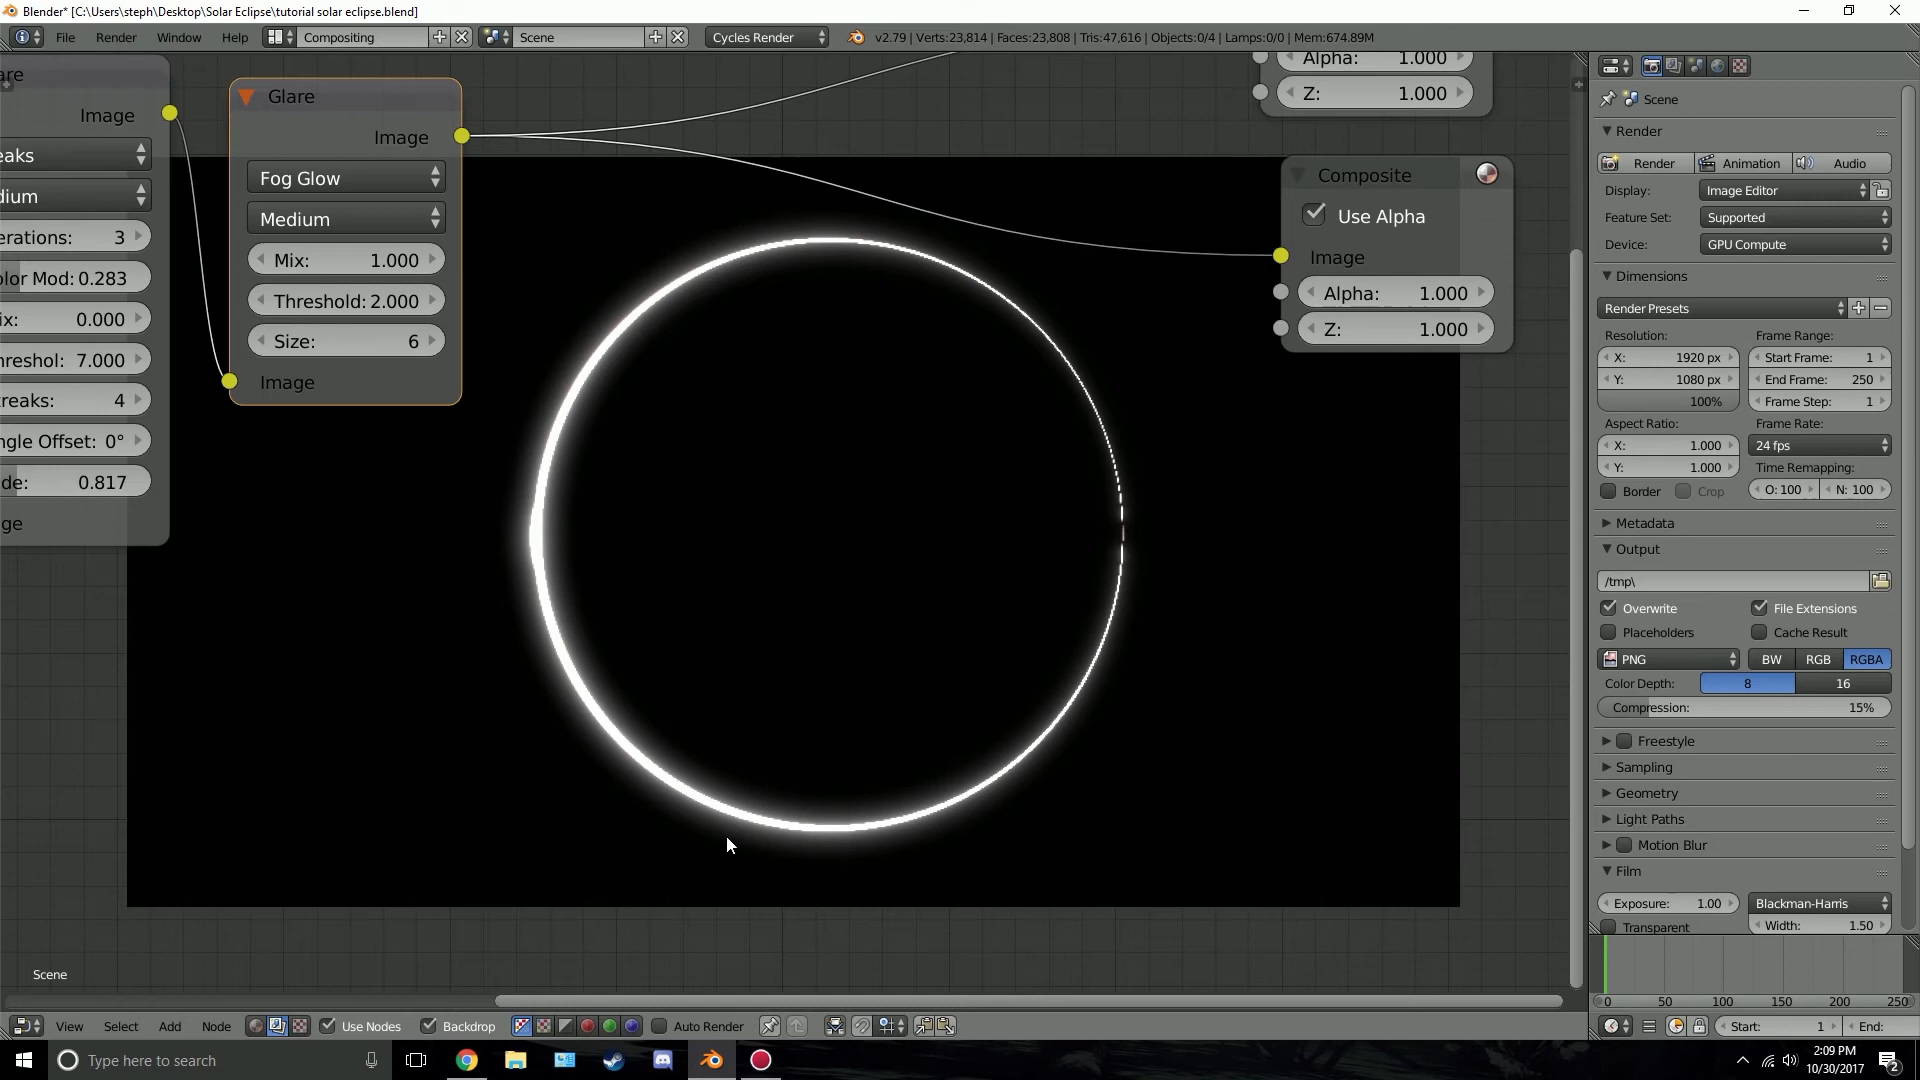 Blender* [C:\Users\steph\Desktop\Solar Eclipse\tutorial solar eclipse.blend]
File Render Window Help Compositing Scene Cycles Render v2.79 | Verts:23,814 | Faces:23,808 | Tris:47,616 | Objects:0/4 | Lamps:0/0 | Mem:674.89M
are
Image
eaks
dium
erations: 3
olor Mod: 0.283
ix: 0.000
hreshol: 7.000
reaks: 4
ngle Offset: 0°
de: 0.817
ge
Glare
Image
Fog Glow
Medium
Mix: 1.000
Threshold: 2.000
Size: 6
Image
Alpha: 1.000
Z: 1.000
Composite
Use Alpha
Image
Alpha: 1.000
Z: 1.000
Scene
View Select Add Node Use Nodes Backdrop Auto Render
Scene
Render
Render Animation Audio
Display: Image Editor
Feature Set: Supported
Device: GPU Compute
Dimensions
Render Presets
Resolution: Frame Range:
X: 1920 px Start Frame: 1
Y: 1080 px End Frame: 250
100% Frame Step: 1
Aspect Ratio: Frame Rate:
X: 1.000 24 fps
Y: 1.000 Time Remapping:
Border Crop O: 100 N: 100
Metadata
Output
/tmp\
Overwrite File Extensions
Placeholders Cache Result
PNG BW RGB RGBA
Color Depth: 8 16
Compression: 15%
Freestyle
Sampling
Geometry
Light Paths
Motion Blur
Film
Exposure: 1.00 Blackman-Harris
Transparent Width: 1.50
0 50 100 150 200 250
Start: 1 End:
Type here to search
2:09 PM
10/30/2017
2